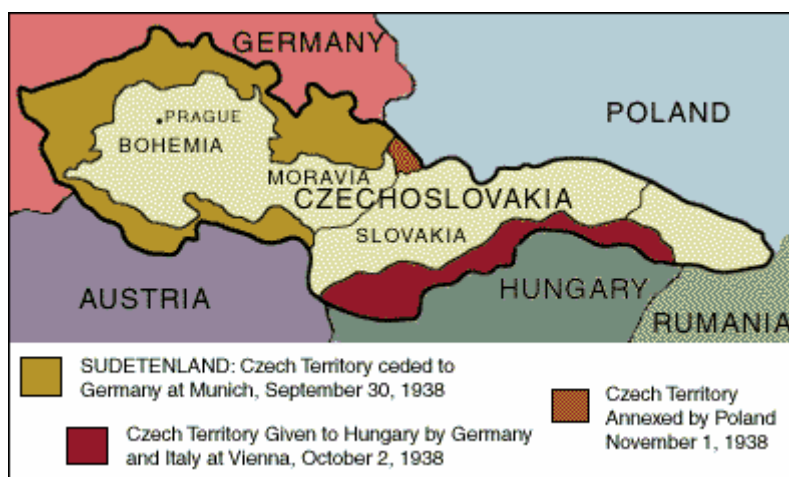 GERMANY
POLAND
PRAGUE
BOHEMIA
MORAVIA
CZECHOSLOVAKIA
SLOVAKIA
AUSTRIA
HUNGARY
RUMANIA
SUDETENLAND: Czech Territory ceded to
Germany at Munich, September 30, 1938
Czech Territory Given to Hungary by Germany
and Italy at Vienna, October 2, 1938
Czech Territory
Annexed by Poland
November 1, 1938